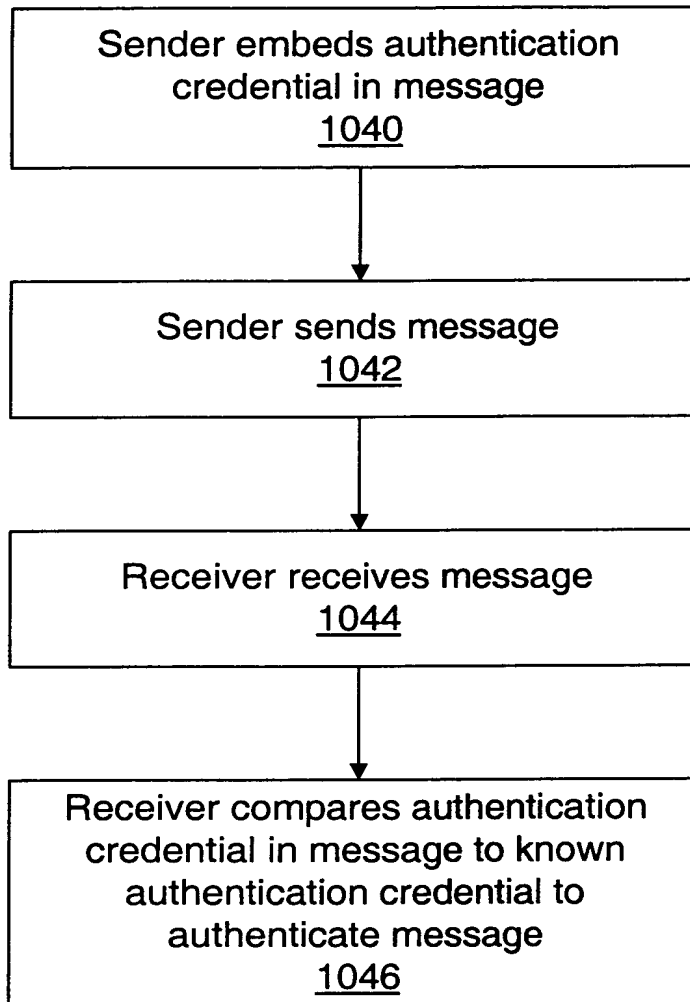 Sender embeds authentication
credential in message
1040
Sender sends message
1042
Receiver receives message
1044
Receiver compares authentication
credential in message to known
authentication credential to
authenticate message
1046